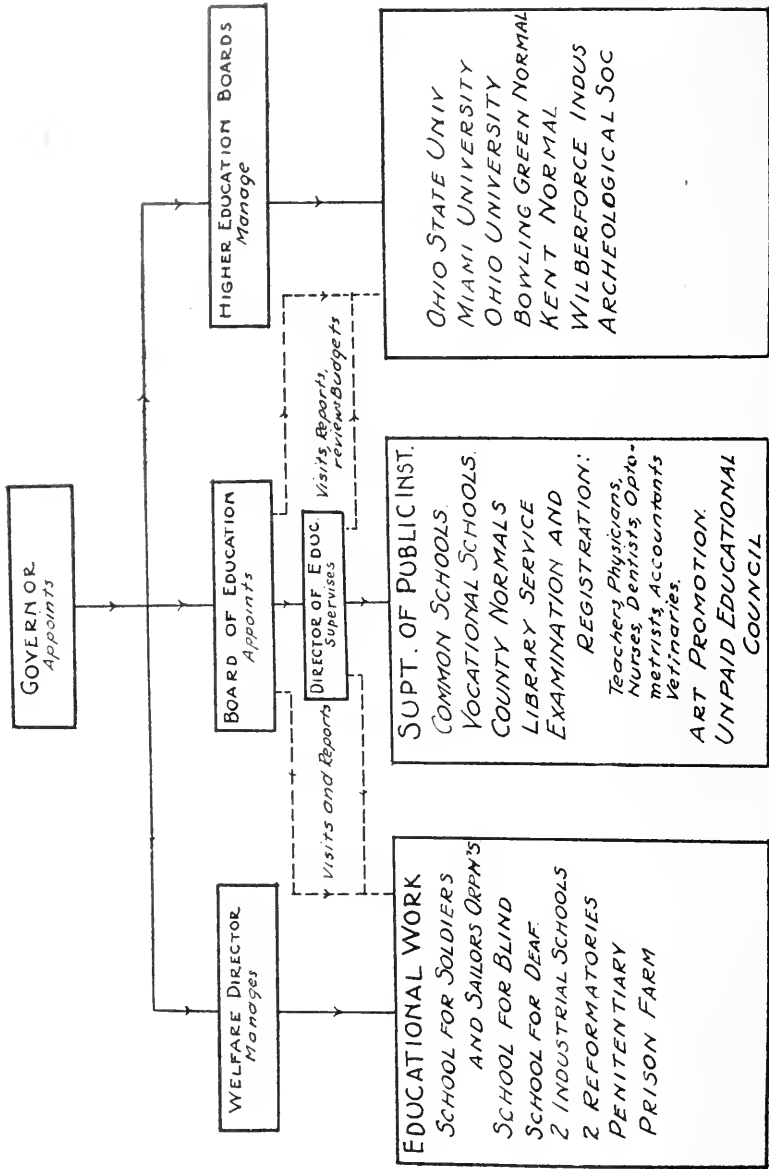 GOVERNOR
Appoints
WELFARE DIRECTOR
Manages
BOARD OF EDUCATION
Appoints
HIGHER EDUCATION BOARDS
Manage
Visits and Reports
DIRECTOR OF EDUC.
Supervises
Visits, Reports,
reviews Budgets
EDUCATIONAL WORK
SCHOOL FOR SOLDIERS
AND SAILORS ORPN'S
SCHOOL FOR BLIND
SCHOOL FOR DEAF.
2 INDUSTRIAL SCHOOLS
2 REFORMATORIES
PENITENTIARY
PRISON FARM
SUPT. OF PUBLIC INST.
COMMON SCHOOLS.
VOCATIONAL SCHOOLS.
COUNTY NORMALS
LIBRARY SERVICE
EXAMINATION AND
REGISTRATION:
Teachers, Physicians,
Nurses, Dentists, Opto-
metrists, Accountants
Vetinaries.
ART PROMOTION.
UNPAID EDUCATIONAL
COUNCIL
OHIO STATE UNIV
MIAMI UNIVERSITY
OHIO UNIVERSITY
BOWLING GREEN NORMAL
KENT NORMAL
WILBERFORCE INDUS
ARCHEOLOGICAL SOC